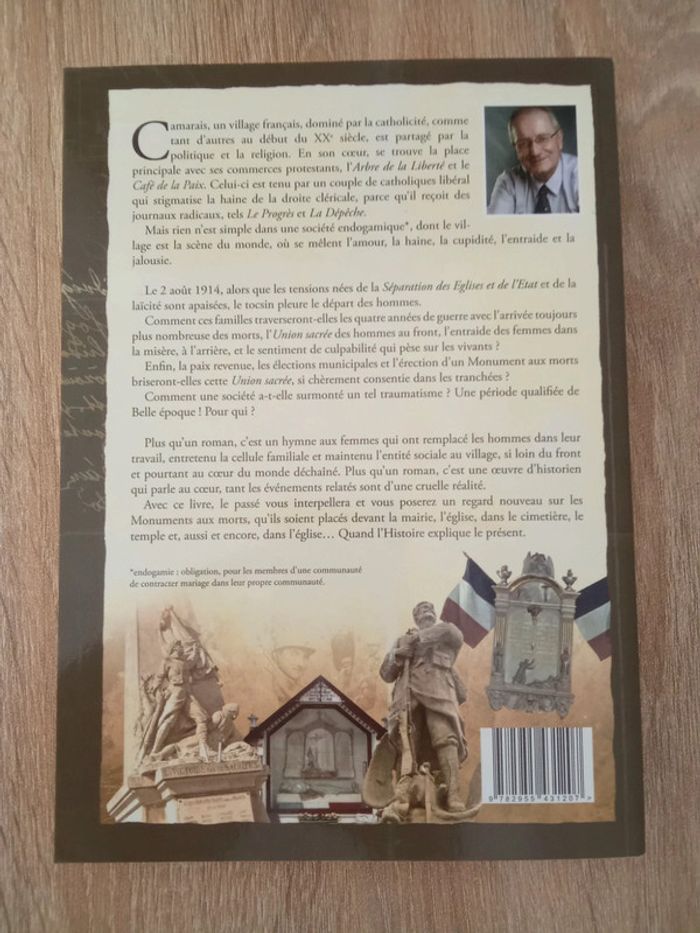 Camarais, un village français, dominé par la catholicité, comme
tant d'autres au début du XXe siècle, est partagé par la
politique et la religion. En son cœur, se trouve la place
principale avec ses commerces protestants, l'Arbre de la Liberté et le
Café de la Paix. Celui-ci est tenu par un couple de catholiques libéral
qui stigmatise la haine de la droite cléricale, parce qu'il reçoit des
journaux radicaux, tels Le Progrès et La Dépêche.
Mais rien n'est simple dans une société endogamique*, dont le vil-
lage est la scène du monde, où se mêlent l'amour, la haine, la cupidité, l'entraide et la
jalousie.
Le 2 août 1914, alors que les tensions nées de la Séparation des Eglises et de l'Etat et de la
laïcité sont apaisées, le tocsin pleure le départ des hommes.
Comment ces familles traverseront-elles les quatre années de guerre avec l'arrivée toujours
plus nombreuse des morts, l'Union sacrée des hommes au front, l'entraide des femmes dans
la misère, à l'arrière, et le sentiment de culpabilité qui pèse sur les vivants ?
Enfin, la paix revenue, les élections municipales et l'érection d'un Monument aux morts
briseront-elles cette Union sacrée, si chèrement consentie dans les tranchées ?
Comment une société a-t-elle surmonté un tel traumatisme ? Une période qualifiée de
Belle époque ! Pour qui ?
Plus qu'un roman, c'est un hymne aux femmes qui ont remplacé les hommes dans leur
travail, entretenu la cellule familiale et maintenu l'entité sociale au village, si loin du front
et pourtant au cœur du monde déchaîné. Plus qu'un roman, c'est une œuvre d'historien
qui parle au cœur, tant les événements relatés sont d'une cruelle réalité.
Avec ce livre, le passé vous interpellera et vous poserez un regard nouveau sur les
Monuments aux morts, qu'ils soient placés devant la mairie, l'église, dans le cimetière, le
temple et, aussi et encore, dans l'église… Quand l'Histoire explique le présent.
*endogamie : obligation, pour les membres d'une communauté
de contracter mariage dans leur propre communauté.
9 782955 431207 >